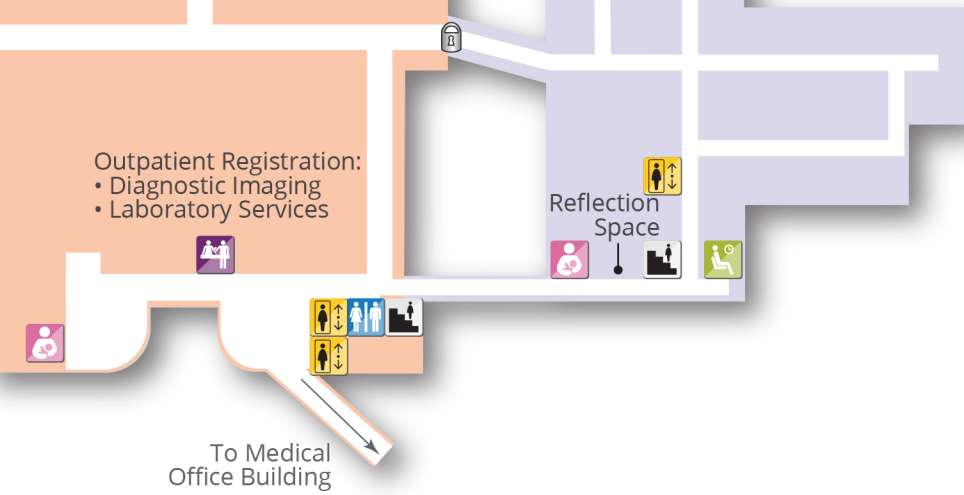 Outpatient Registration:
• Diagnostic Imaging
• Laboratory Services
Reflection
Space
To Medical
Office Building